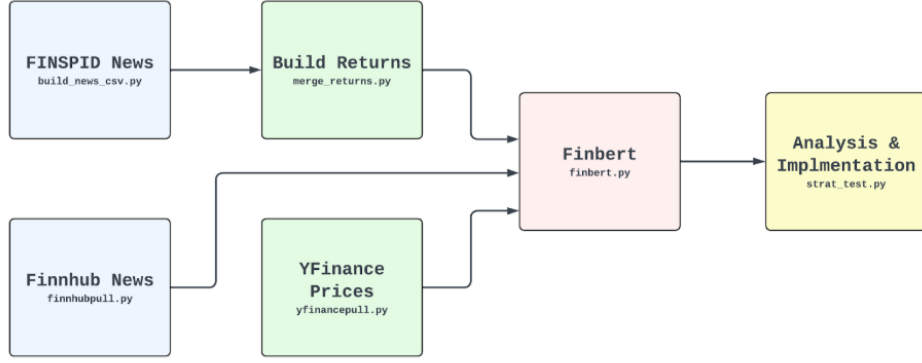 FINSPID News
build_news_csv.py
Build Returns
merge_returns.py
Finbert
finbert.py
Analysis &
Implmentation
strat_test.py
Finnhub News
finnhubpull.py
YFinance
Prices
yfinancepull.py